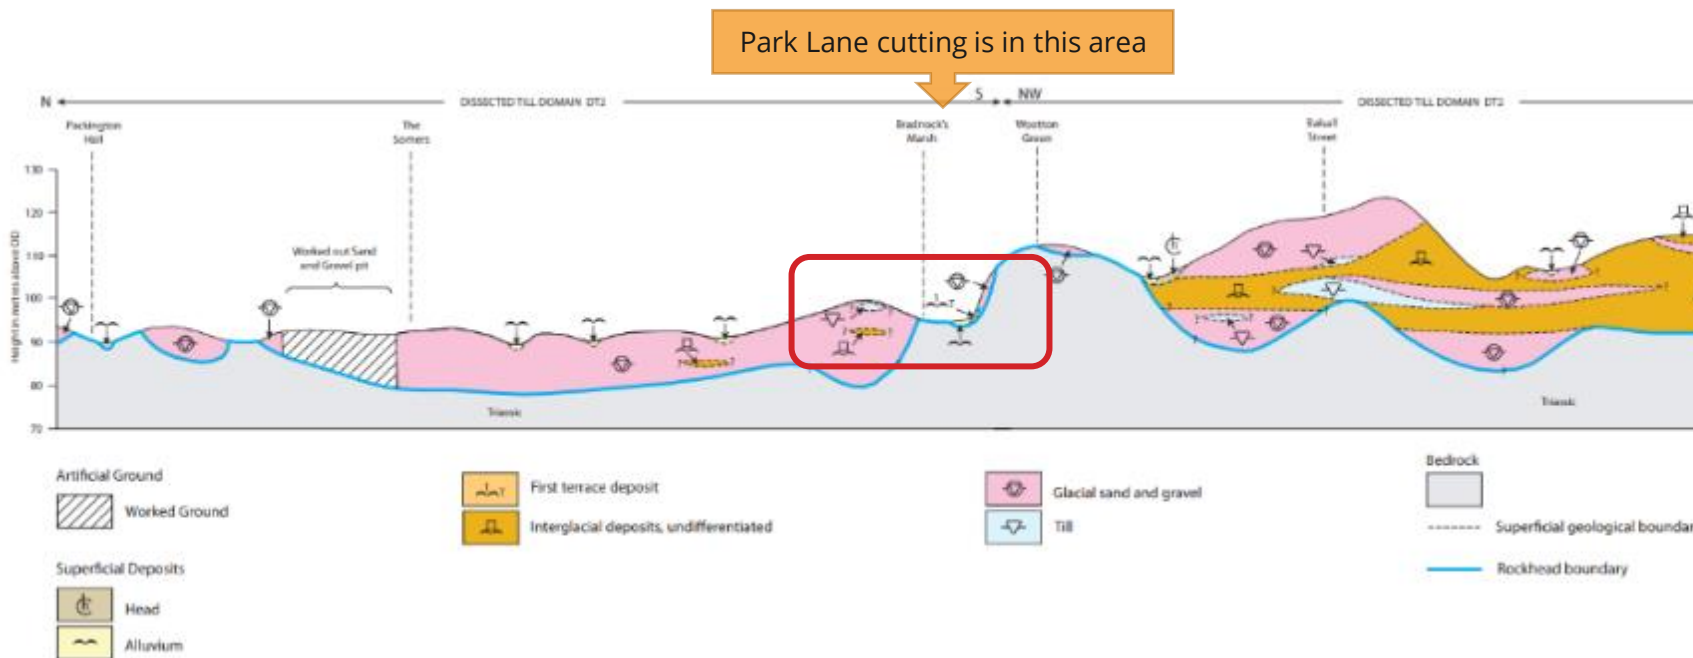 Park Lane cutting is in this area
N
DISSECTED TILL DOMAIN DT2
S
NW
DISSECTED TILL DOMAIN DT2
Packington
Hall
The
Somers
Bradnock's
Marsh
Wootton
Green
Balsall
Street
Height in metres above OD
130
120
110
100
90
80
70
Worked out Sand
and Gravel pit
Triassic
Triassic
Artificial Ground
Worked Ground
Superficial Deposits
Head
Alluvium
First terrace deposit
Interglacial deposits, undifferentiated
Glacial sand and gravel
Till
Bedrock
Superficial geological boundar
Rockhead boundary